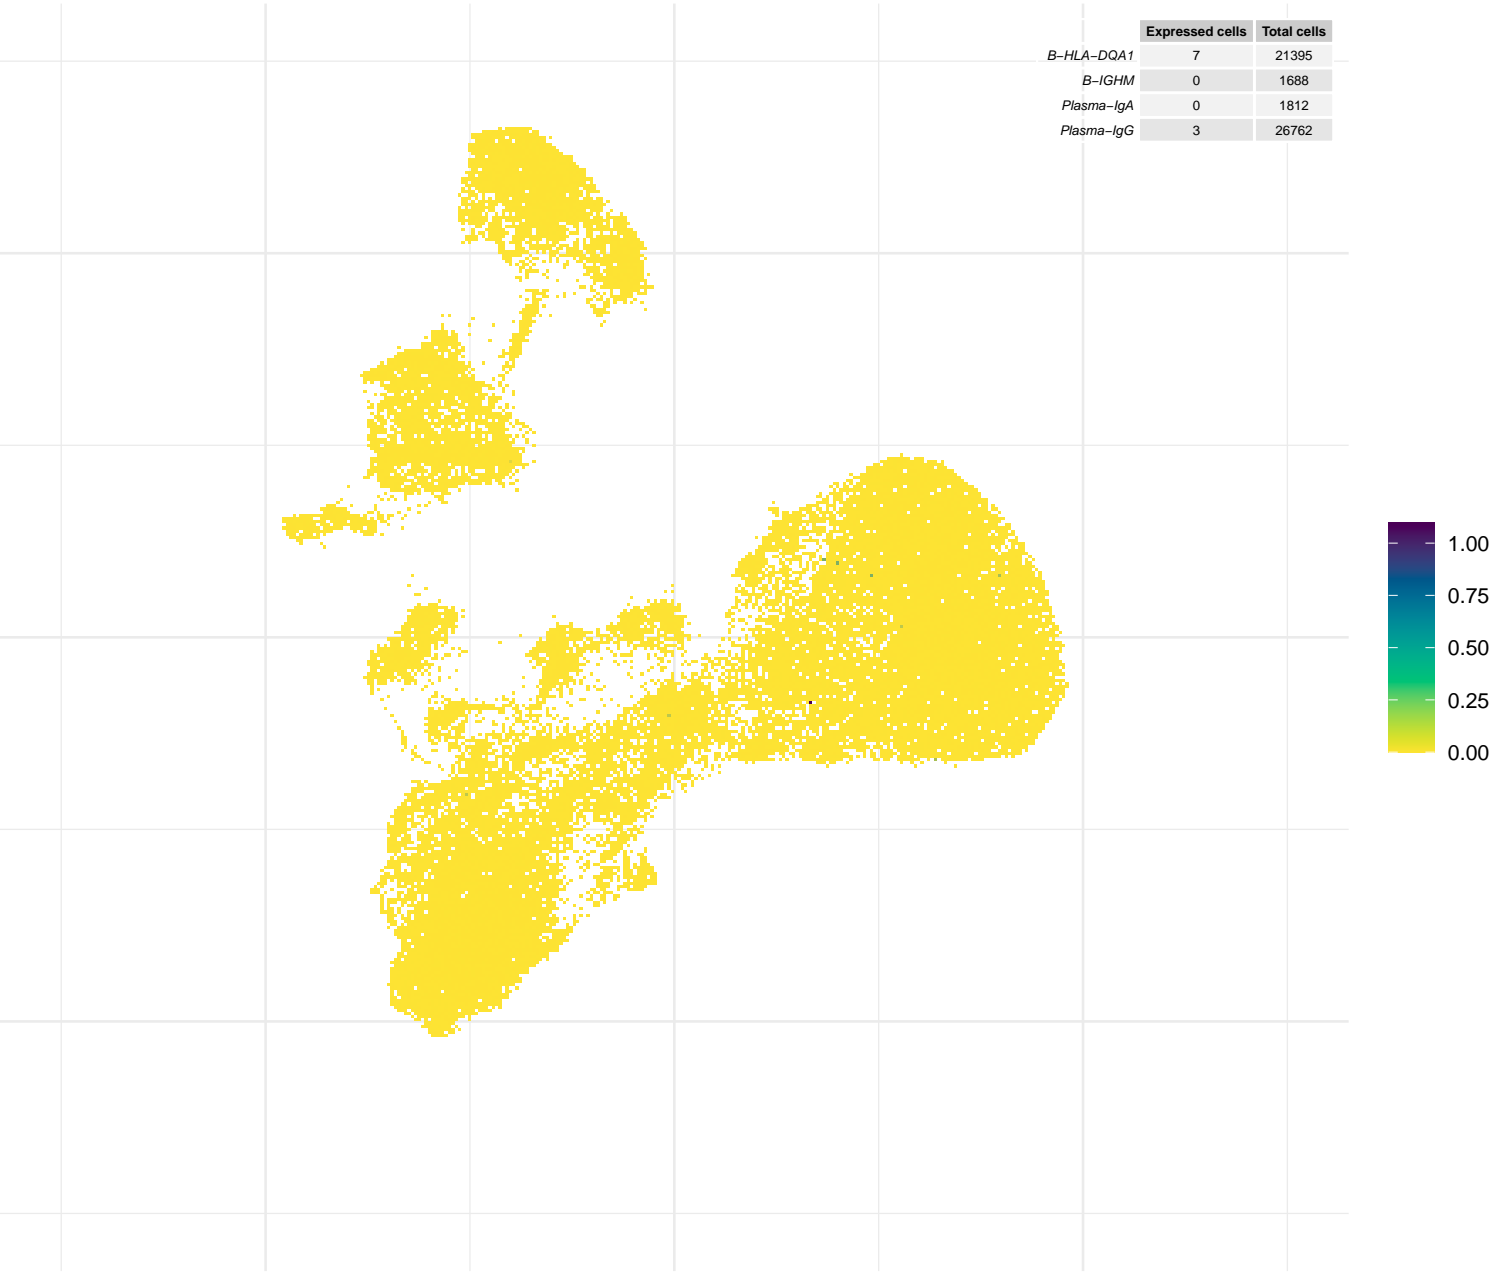 Expressed cells Total cells
B−HLA−DQA1 7 21395
B−IGHM 0 1688
Plasma−IgA 0 1812
Plasma−IgG 3 26762
1.00
0.75
0.50
0.25
0.00